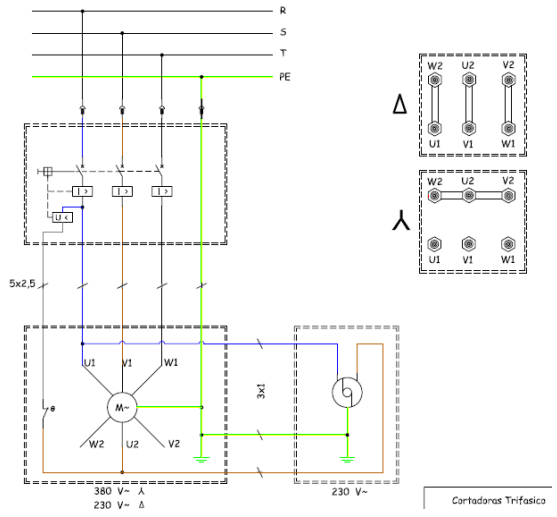 R
S
T
PE
W2 U2 V2
Δ
U1 V1 W1
I> I> I>
U <
W2 U2 V2
U1 V1 W1
5x2,5
U1 V1 W1
3x1
θ
M~
W2 U2 V2
380 V~ ⅄
230 V~ Δ
230 V~
Cortadoras Trifasico